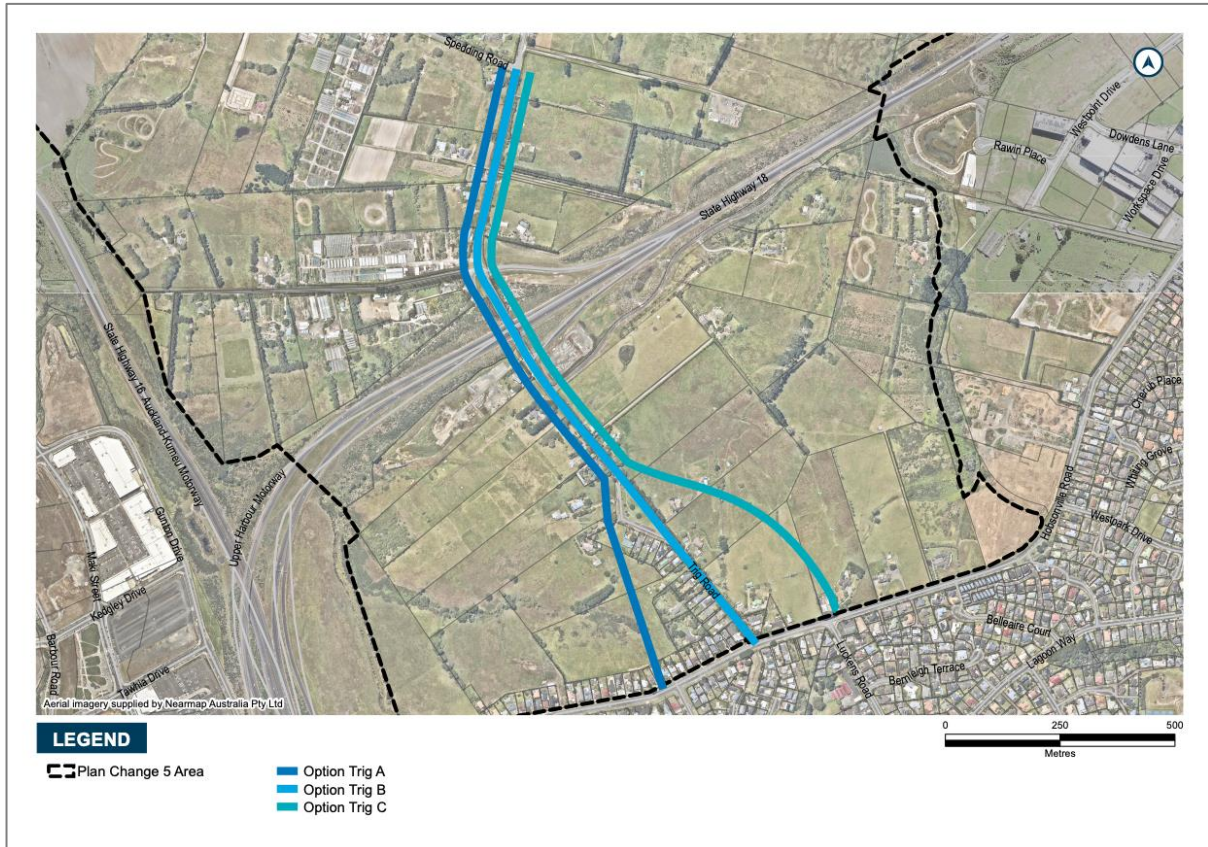 Spedding Road
State Highway 18
Westpoint Drive
Dowdens Lane
Rawiri Place
Workspace Drive
State Highway 16
Auckland-Kumeu Motorway
Upper Harbour Motorway
Gunton Drive
Maki Street
Kedgley Drive
Barbour Road
Tawhia Drive
Trig Road
Hobsonville Road
Cherub Place
Whiting Grove
Westpark Drive
Belleaire Court
Lagoon Way
Luckens Road
Bernleigh Terrace
Aerial imagery supplied by Nearmap Australia Pty Ltd
LEGEND
Plan Change 5 Area
Option Trig A
Option Trig B
Option Trig C
0 250 500
Metres